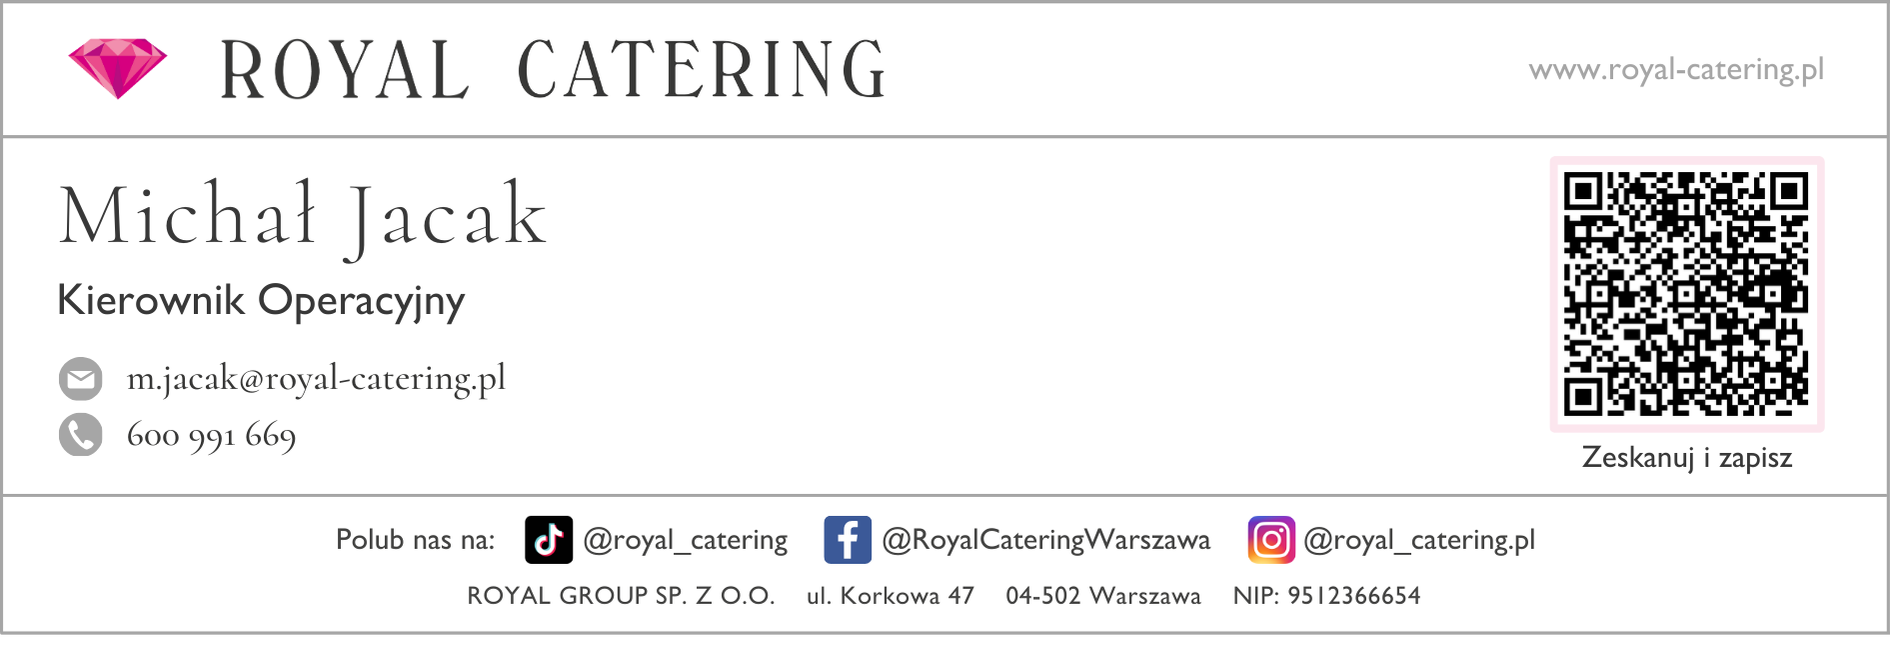 ROYAL CATERING
www.royal-catering.pl
Michał Jacak
Kierownik Operacyjny
m.jacak@royal-catering.pl
600 991 669
Zeskanuj i zapisz
Polub nas na: @royal_catering @RoyalCateringWarszawa @royal_catering.pl
ROYAL GROUP SP. Z O.O. ul. Korkowa 47 04-502 Warszawa NIP: 9512366654